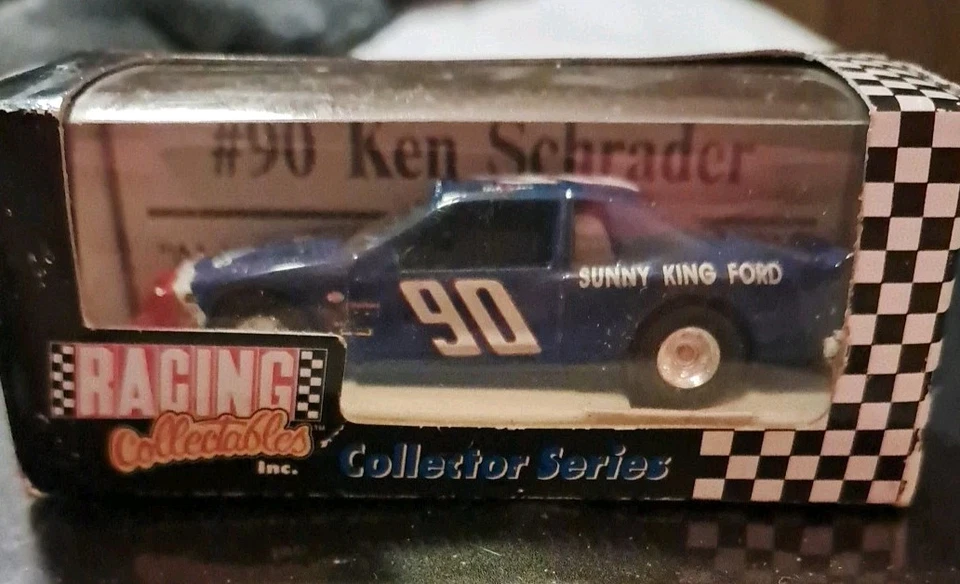 #90 Ken Schrader
90
SUNNY KING FORD
RACING
Collectables
Inc.
Collector Series